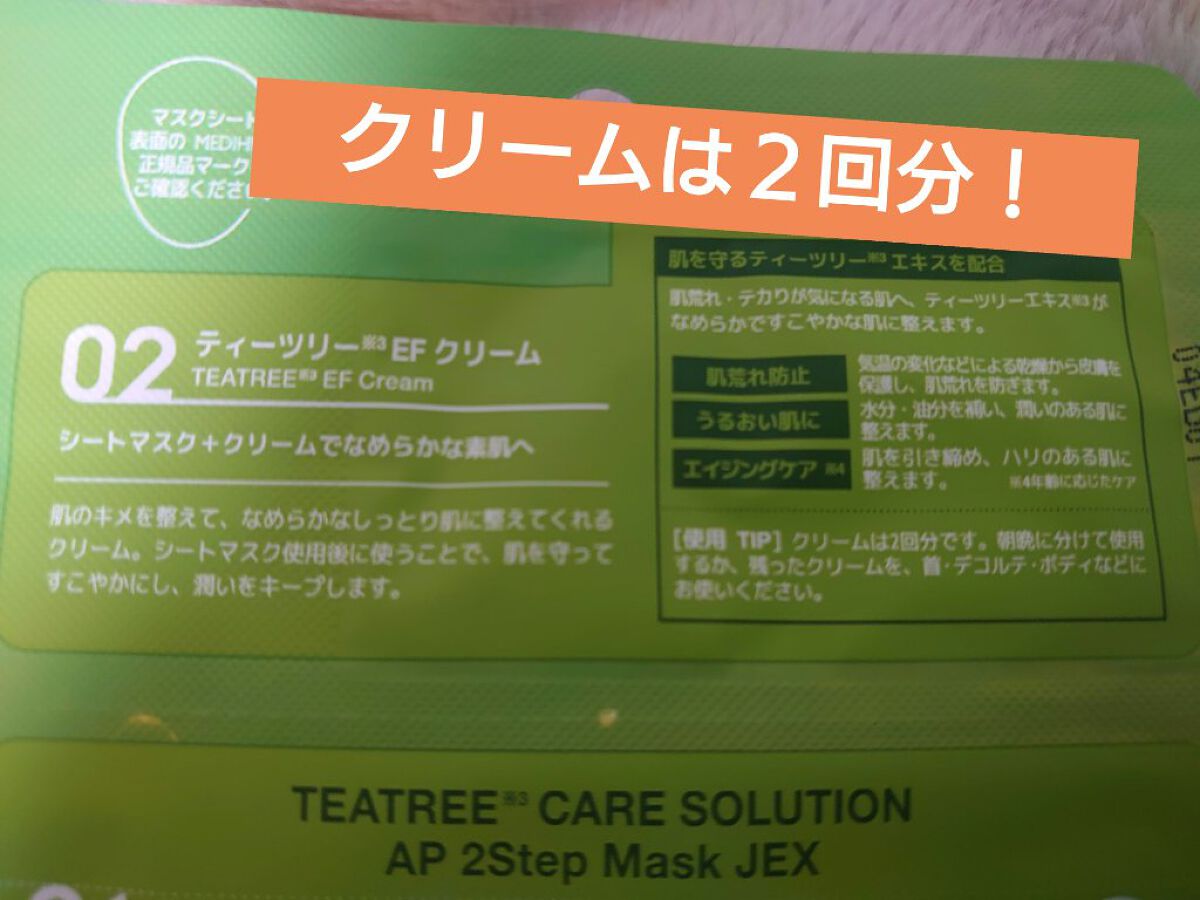 クリームは2回分！
マスクシート
表面の MEDIH
正規品マーク
ご確認ください。
02
ティーツリー※3 EF クリーム
TEATREE※3 EF Cream
シートマスク+クリームでなめらかな素肌へ
肌のキメを整えて、なめらかなしっとり肌に整えてくれる
クリーム。シートマスク使用後に使うことで、肌を守って
すこやかにし、潤いをキープします。
肌を守るティーツリー※3 エキスを配合
肌荒れ・テカりが気になる肌へ、ティーツリーエキス※3が
なめらかですこやかな肌に整えます。
肌荒れ防止
気温の変化などによる乾燥から皮膚を
保護し、肌荒れを防ぎます。
うるおい肌に
水分・油分を補い、潤いのある肌に
整えます。
エイジングケア ※4
肌を引き締め、ハリのある肌に
整えます。 ※4年齢に応じたケア
[使用 TIP] クリームは2回分です。朝晩に分けて使用
するか、残ったクリームを、首・デコルテ・ボディなどに
お使いください。
TEATREE※3 CARE SOLUTION
AP 2Step Mask JEX